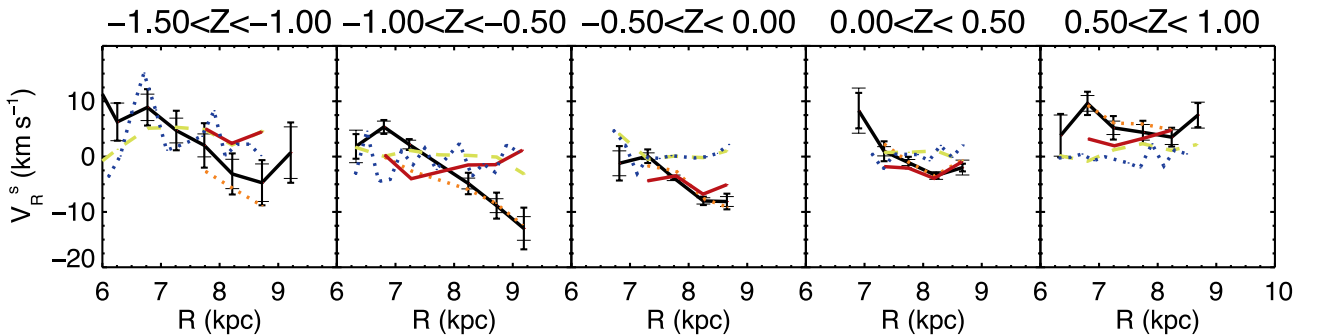 −1.50<Z<−1.00 −1.00<Z<−0.50 −0.50<Z< 0.00 0.00<Z< 0.50 0.50<Z< 1.00
10
0
−10
−20
V_R^s (km s⁻¹)
6 7 8 9 6 7 8 9 6 7 8 9 6 7 8 9 6 7 8 9 10
R (kpc) R (kpc) R (kpc) R (kpc) R (kpc)